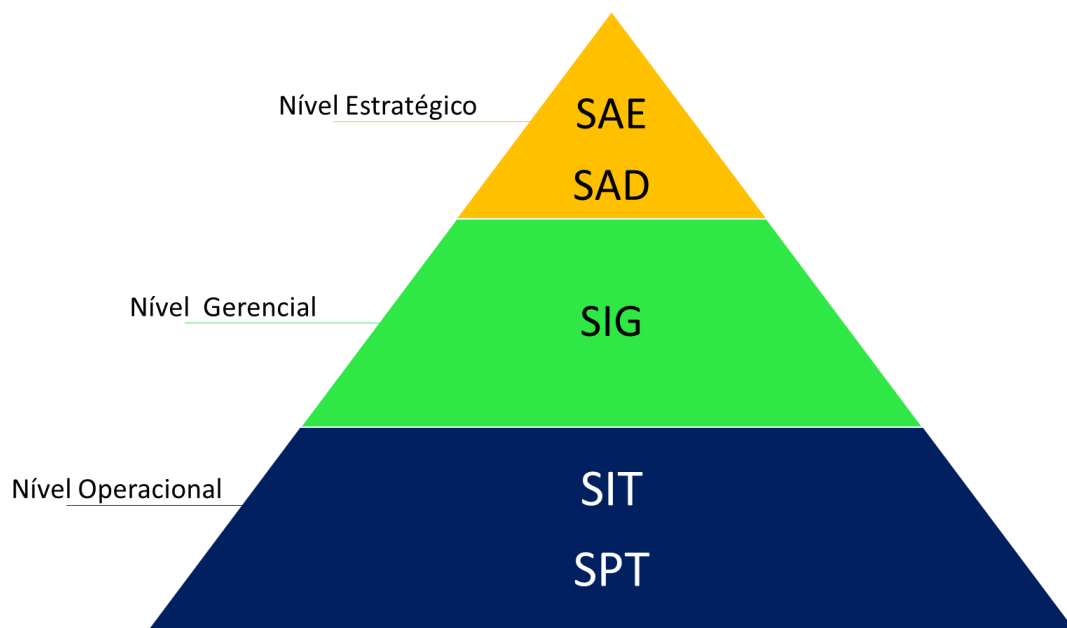 Nível Estratégico
SAE
SAD
Nível Gerencial
SIG
Nível Operacional
SIT
SPT